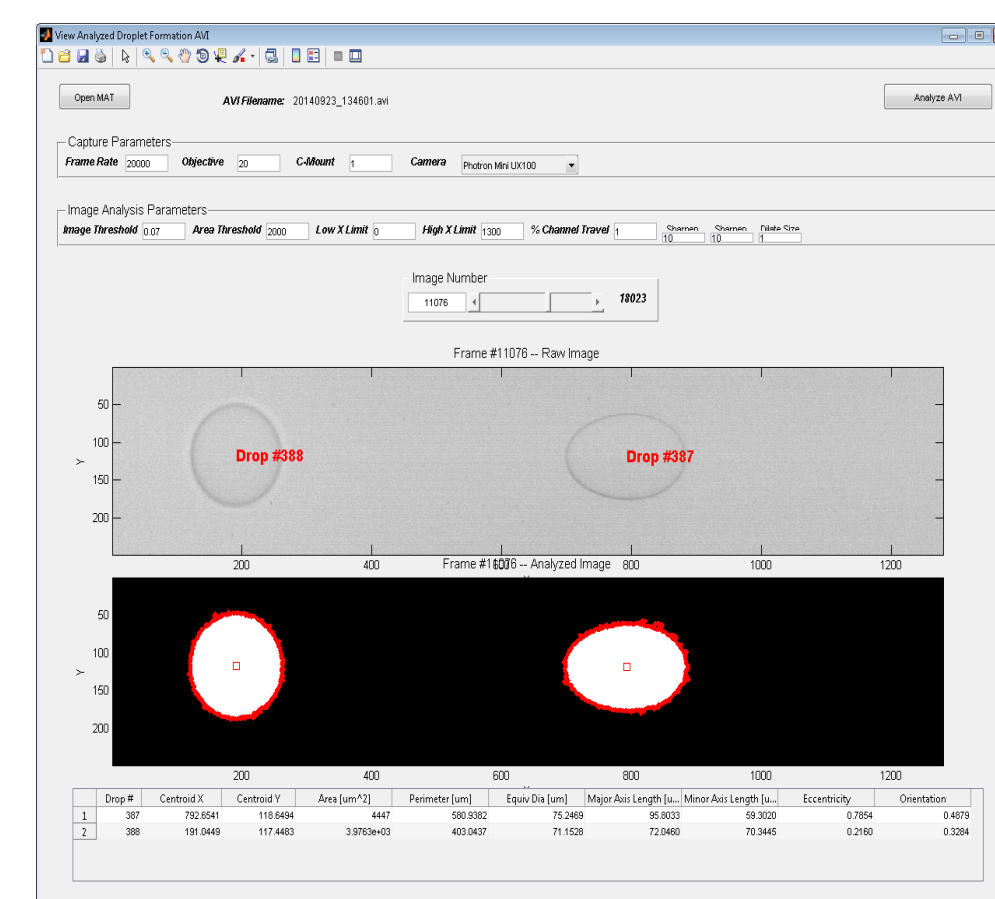 View Analyzed Droplet Formation AVI
Open MAT
AVI Filename: 20140923_134601.avi
Analyze AVI
Capture Parameters
Frame Rate 20000 Objective 20 C-Mount 1 Camera Photron Mini UX100
Image Analysis Parameters
Image Threshold 0.07 Area Threshold 2000 Low X Limit 0 High X Limit 1300 % Channel Travel 1 Sharpen 10 Sharpen 10 Dilate Size 1
Image Number
11076 18023
Frame #11076 -- Raw Image
50
100
Y
150
200
Drop #388 Drop #387
200 400 600 800 1000 1200
Frame #11076 -- Analyzed Image
50
100
Y
150
200
200 400 600 800 1000 1200
Drop # Centroid X Centroid Y Area [um^2] Perimeter [um] Equiv Dia [um] Major Axis Length [u... Minor Axis Length [u... Eccentricity Orientation
1 387 792.6541 118.6494 4447 580.9382 75.2469 95.8033 59.3020 0.7854 0.4879
2 388 191.0449 117.4483 3.9763e+03 403.0437 71.1528 72.0460 70.3445 0.2160 0.3284